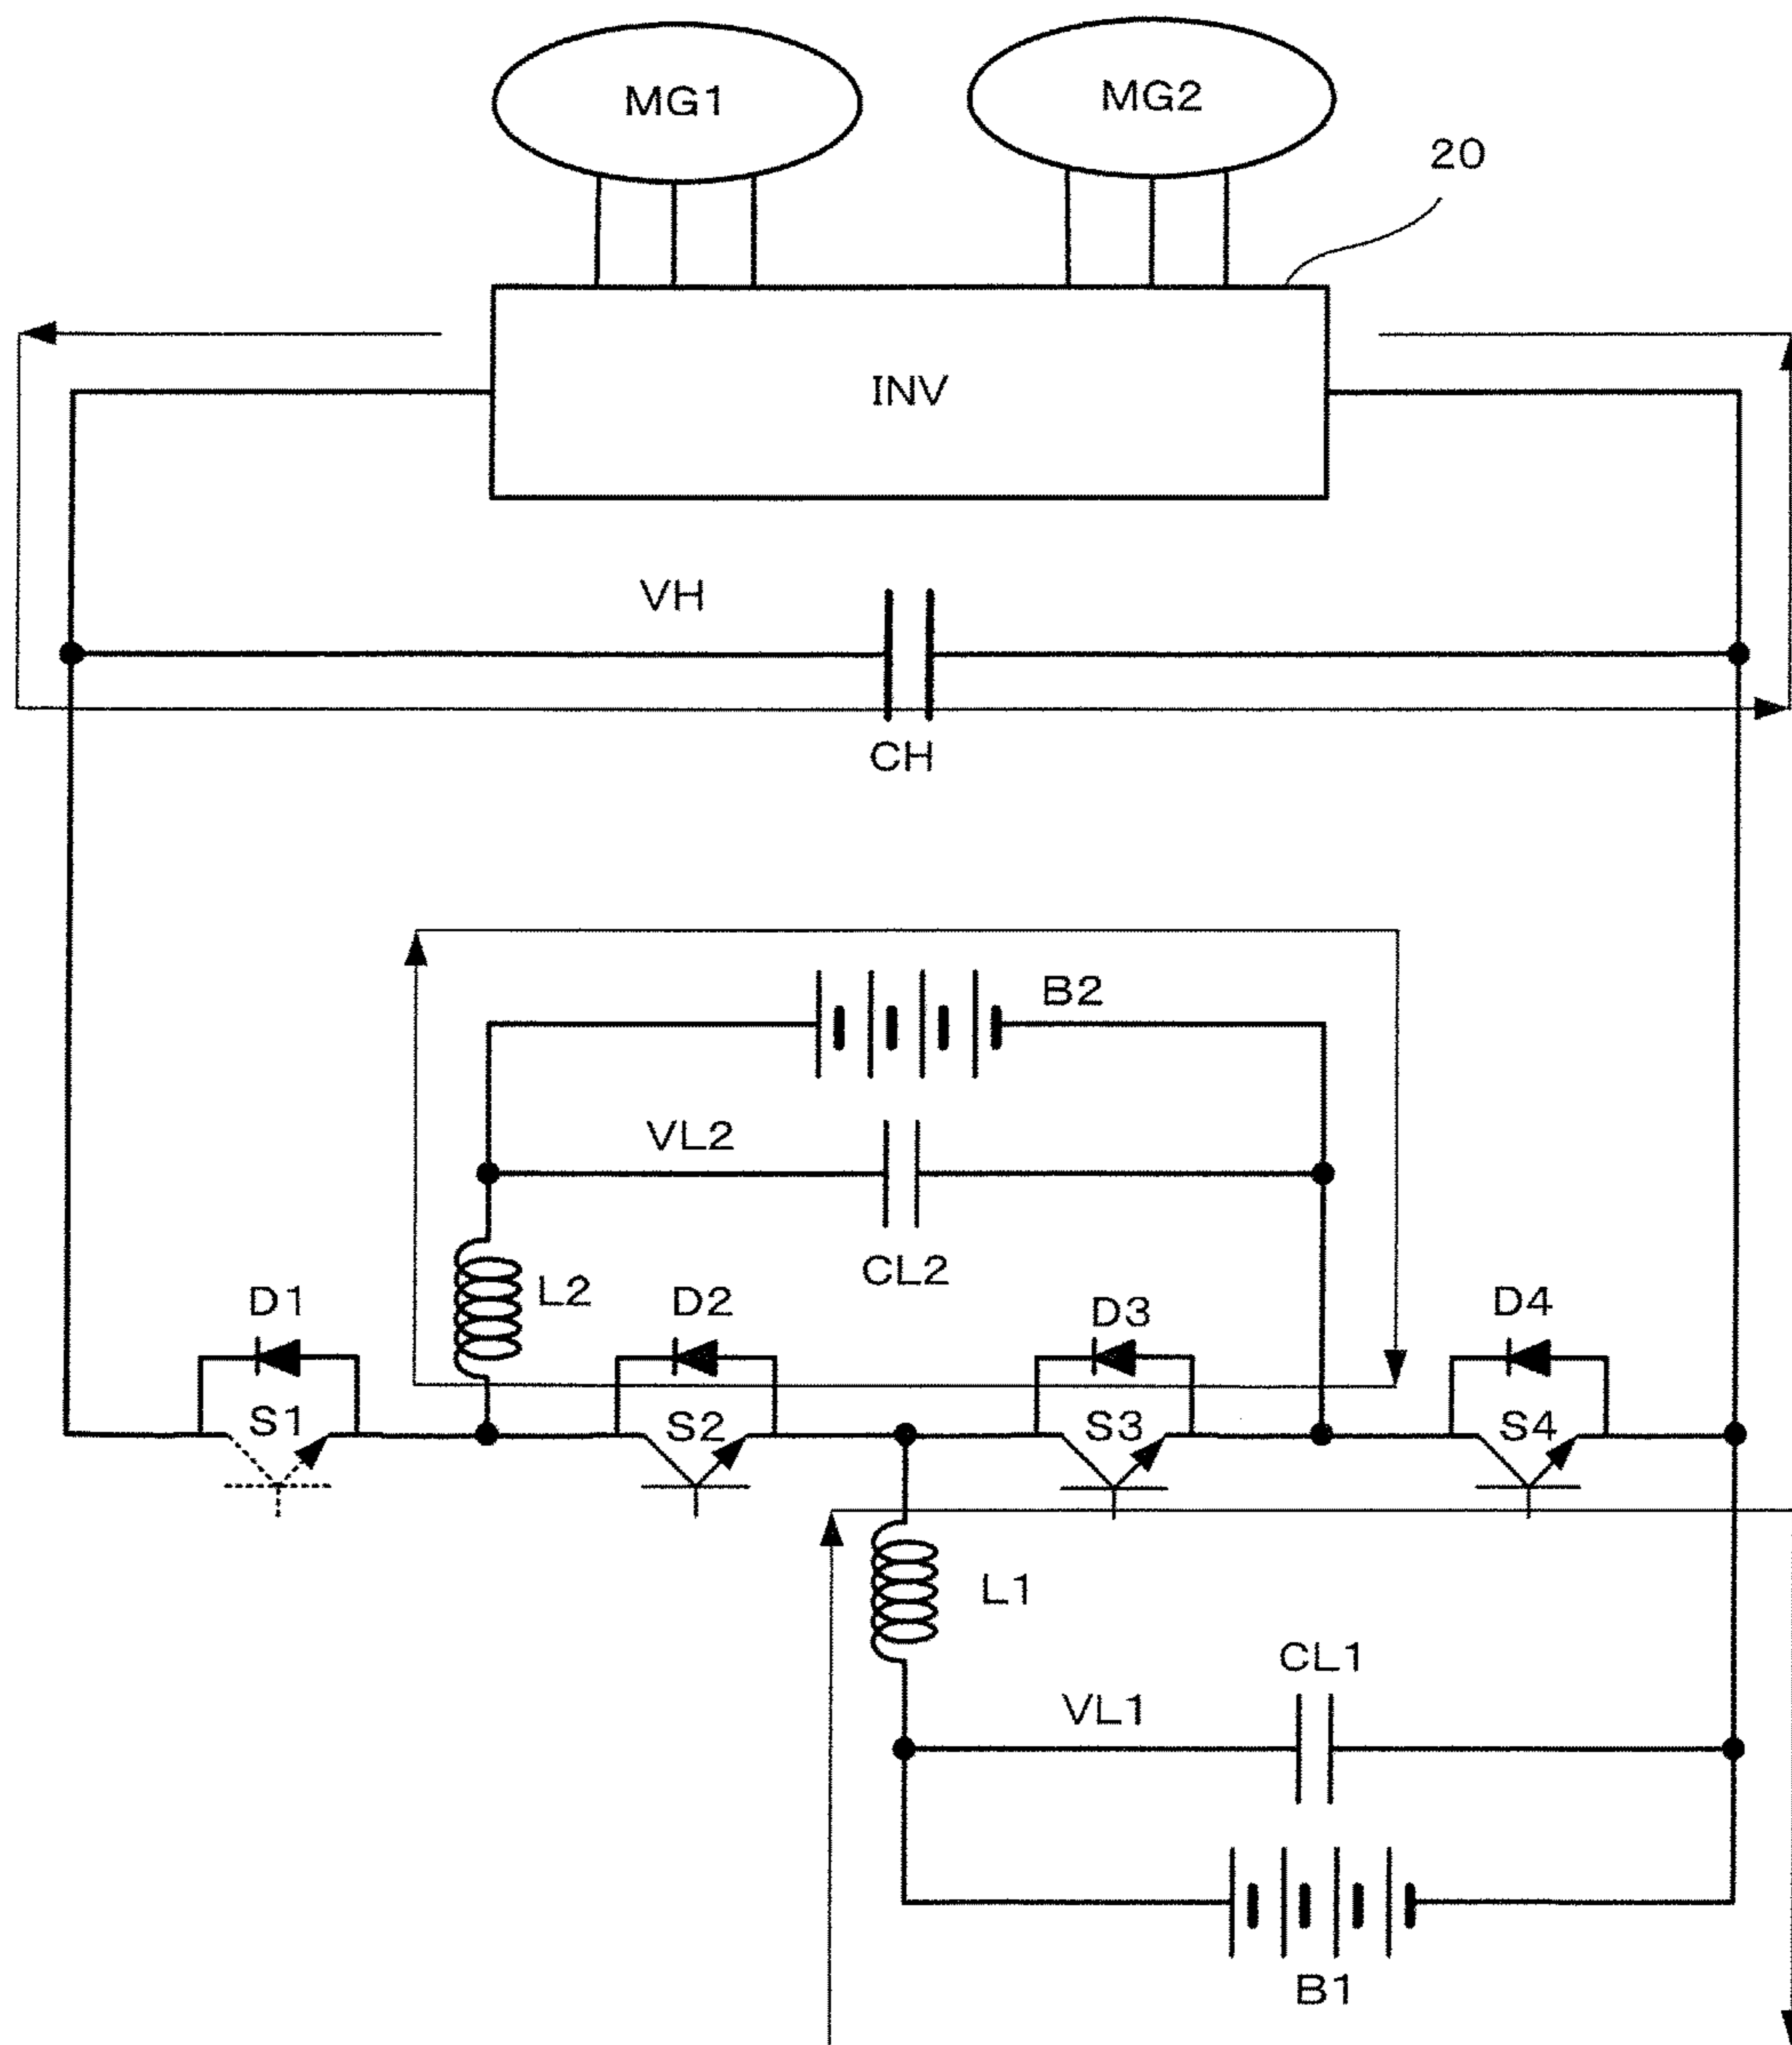 MG1
MG2
20
INV
VH
CH
B2
VL2
CL2
L2
D1
D2
D3
D4
S1
S2
S3
S4
L1
CL1
VL1
B1